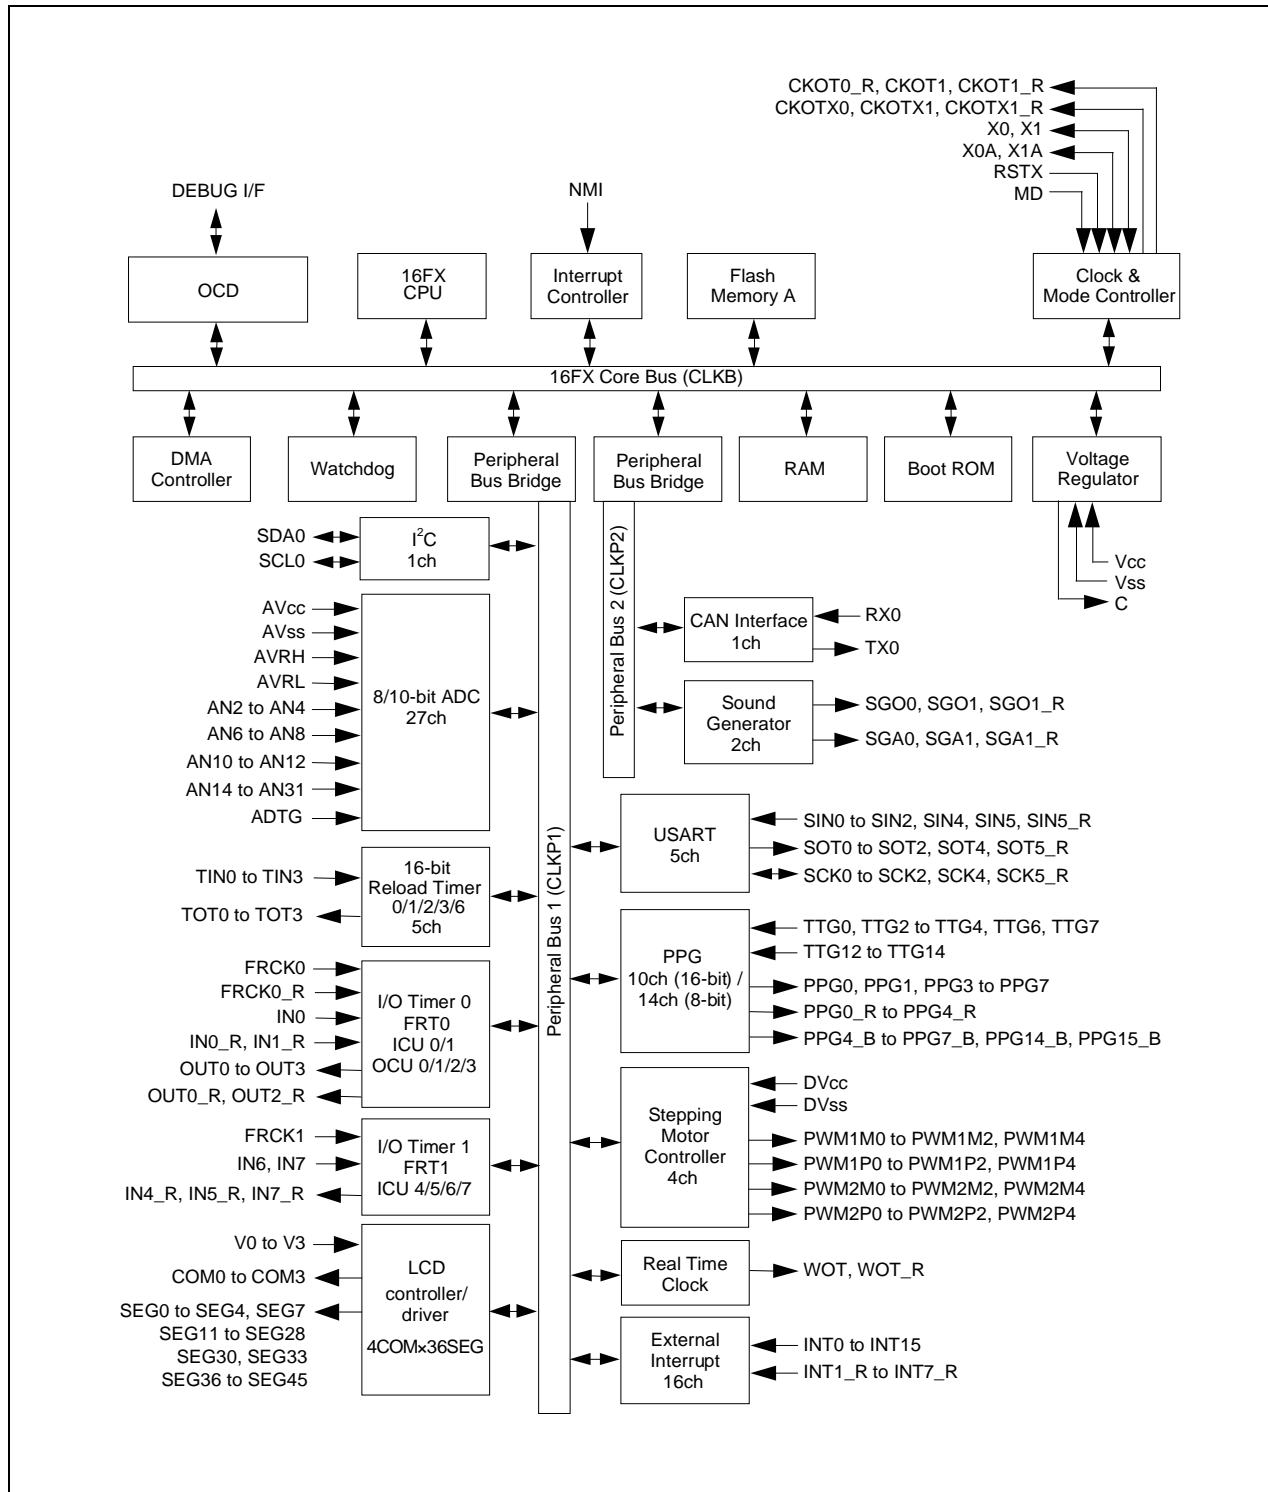 CKOT0_R, CKOT1, CKOT1_R
CKOTX0, CKOTX1, CKOTX1_R
X0, X1
X0A, X1A
RSTX
MD
DEBUG I/F
NMI
OCD
16FX
CPU
Interrupt
Controller
Flash
Memory A
Clock &
Mode Controller
16FX Core Bus (CLKB)
DMA
Controller
Watchdog
Peripheral
Bus Bridge
Peripheral
Bus Bridge
RAM
Boot ROM
Voltage
Regulator
Vcc
Vss
C
Peripheral Bus 1 (CLKP1)
Peripheral Bus 2 (CLKP2)
SDA0
SCL0
I²C
1ch
AVcc
AVss
AVRH
AVRL
AN2 to AN4
AN6 to AN8
AN10 to AN12
AN14 to AN31
ADTG
8/10-bit ADC
27ch
TIN0 to TIN3
TOT0 to TOT3
16-bit
Reload Timer
0/1/2/3/6
5ch
FRCK0
FRCK0_R
IN0
IN0_R, IN1_R
OUT0 to OUT3
OUT0_R, OUT2_R
I/O Timer 0
FRT0
ICU 0/1
OCU 0/1/2/3
FRCK1
IN6, IN7
IN4_R, IN5_R, IN7_R
I/O Timer 1
FRT1
ICU 4/5/6/7
V0 to V3
COM0 to COM3
SEG0 to SEG4, SEG7
SEG11 to SEG28
SEG30, SEG33
SEG36 to SEG45
LCD
controller/
driver
4COM×36SEG
CAN Interface
1ch
RX0
TX0
Sound
Generator
2ch
SGO0, SGO1, SGO1_R
SGA0, SGA1, SGA1_R
USART
5ch
SIN0 to SIN2, SIN4, SIN5, SIN5_R
SOT0 to SOT2, SOT4, SOT5_R
SCK0 to SCK2, SCK4, SCK5_R
PPG
10ch (16-bit) /
14ch (8-bit)
TTG0, TTG2 to TTG4, TTG6, TTG7
TTG12 to TTG14
PPG0, PPG1, PPG3 to PPG7
PPG0_R to PPG4_R
PPG4_B to PPG7_B, PPG14_B, PPG15_B
Stepping
Motor
Controller
4ch
DVcc
DVss
PWM1M0 to PWM1M2, PWM1M4
PWM1P0 to PWM1P2, PWM1P4
PWM2M0 to PWM2M2, PWM2M4
PWM2P0 to PWM2P2, PWM2P4
Real Time
Clock
WOT, WOT_R
External
Interrupt
16ch
INT0 to INT15
INT1_R to INT7_R